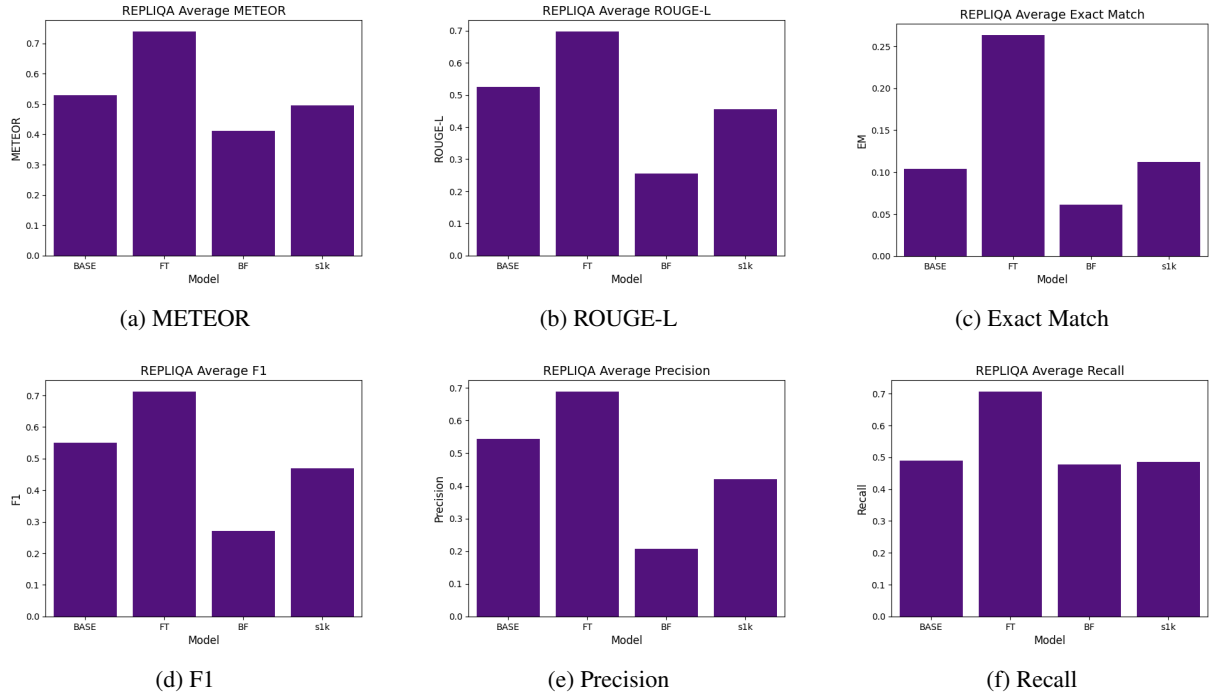 REPLIQA Average METEOR
METEOR
0.7
0.6
0.5
0.4
0.3
0.2
0.1
0.0
BASE FT BF s1k
Model
(a) METEOR
REPLIQA Average ROUGE-L
ROUGE-L
0.7
0.6
0.5
0.4
0.3
0.2
0.1
0.0
BASE FT BF s1k
Model
(b) ROUGE-L
REPLIQA Average Exact Match
EM
0.25
0.20
0.15
0.10
0.05
0.00
BASE FT BF s1k
Model
(c) Exact Match
REPLIQA Average F1
F1
0.7
0.6
0.5
0.4
0.3
0.2
0.1
0.0
BASE FT BF s1k
Model
(d) F1
REPLIQA Average Precision
Precision
0.7
0.6
0.5
0.4
0.3
0.2
0.1
0.0
BASE FT BF s1k
Model
(e) Precision
REPLIQA Average Recall
Recall
0.7
0.6
0.5
0.4
0.3
0.2
0.1
0.0
BASE FT BF s1k
Model
(f) Recall